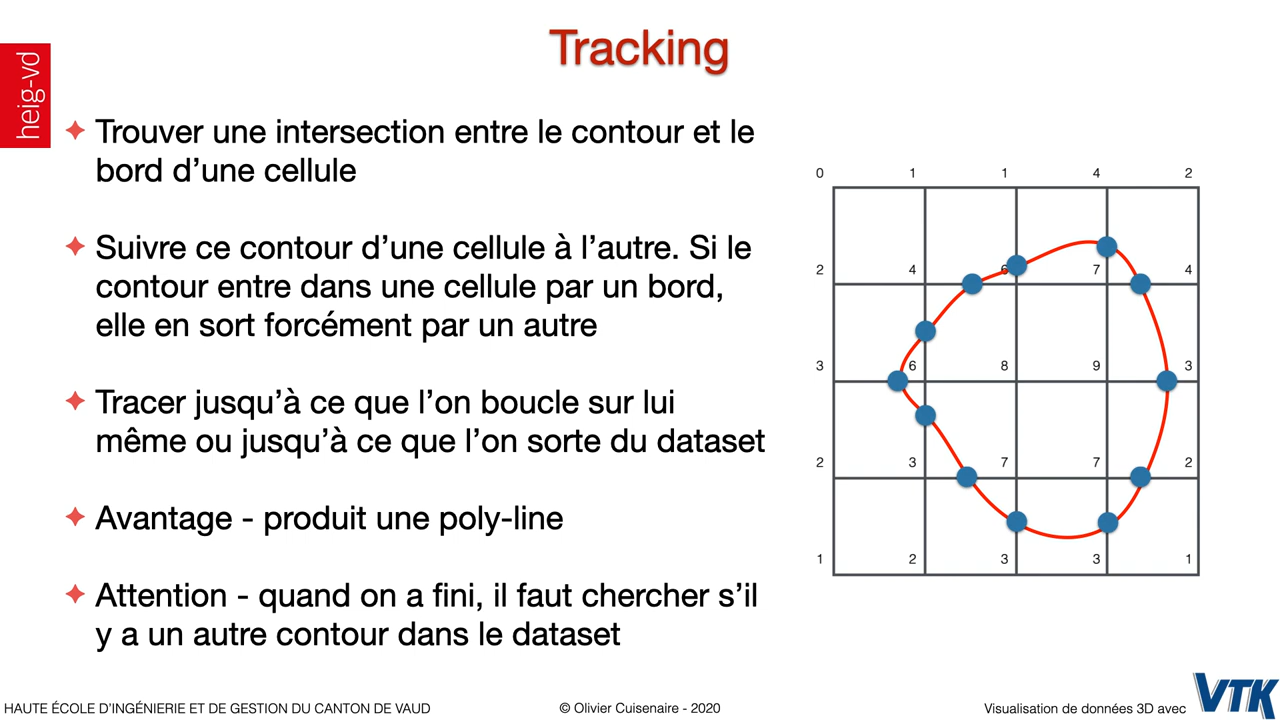 Tracking
heig-vd
Trouver une intersection entre le contour et le
bord d’une cellule
Suivre ce contour d’une cellule à l’autre. Si le
contour entre dans une cellule par un bord,
elle en sort forcément par un autre
Tracer jusqu’à ce que l’on boucle sur lui
même ou jusqu’à ce que l’on sorte du dataset
Avantage - produit une poly-line
Attention - quand on a fini, il faut chercher s’il
y a un autre contour dans le dataset
0 1 1 4 2
2 4 6 7 4
3 6 8 9 3
2 3 7 7 2
1 2 3 3 1
HAUTE ÉCOLE D’INGÉNIERIE ET DE GESTION DU CANTON DE VAUD
© Olivier Cuisenaire - 2020
Visualisation de données 3D avec
VTK